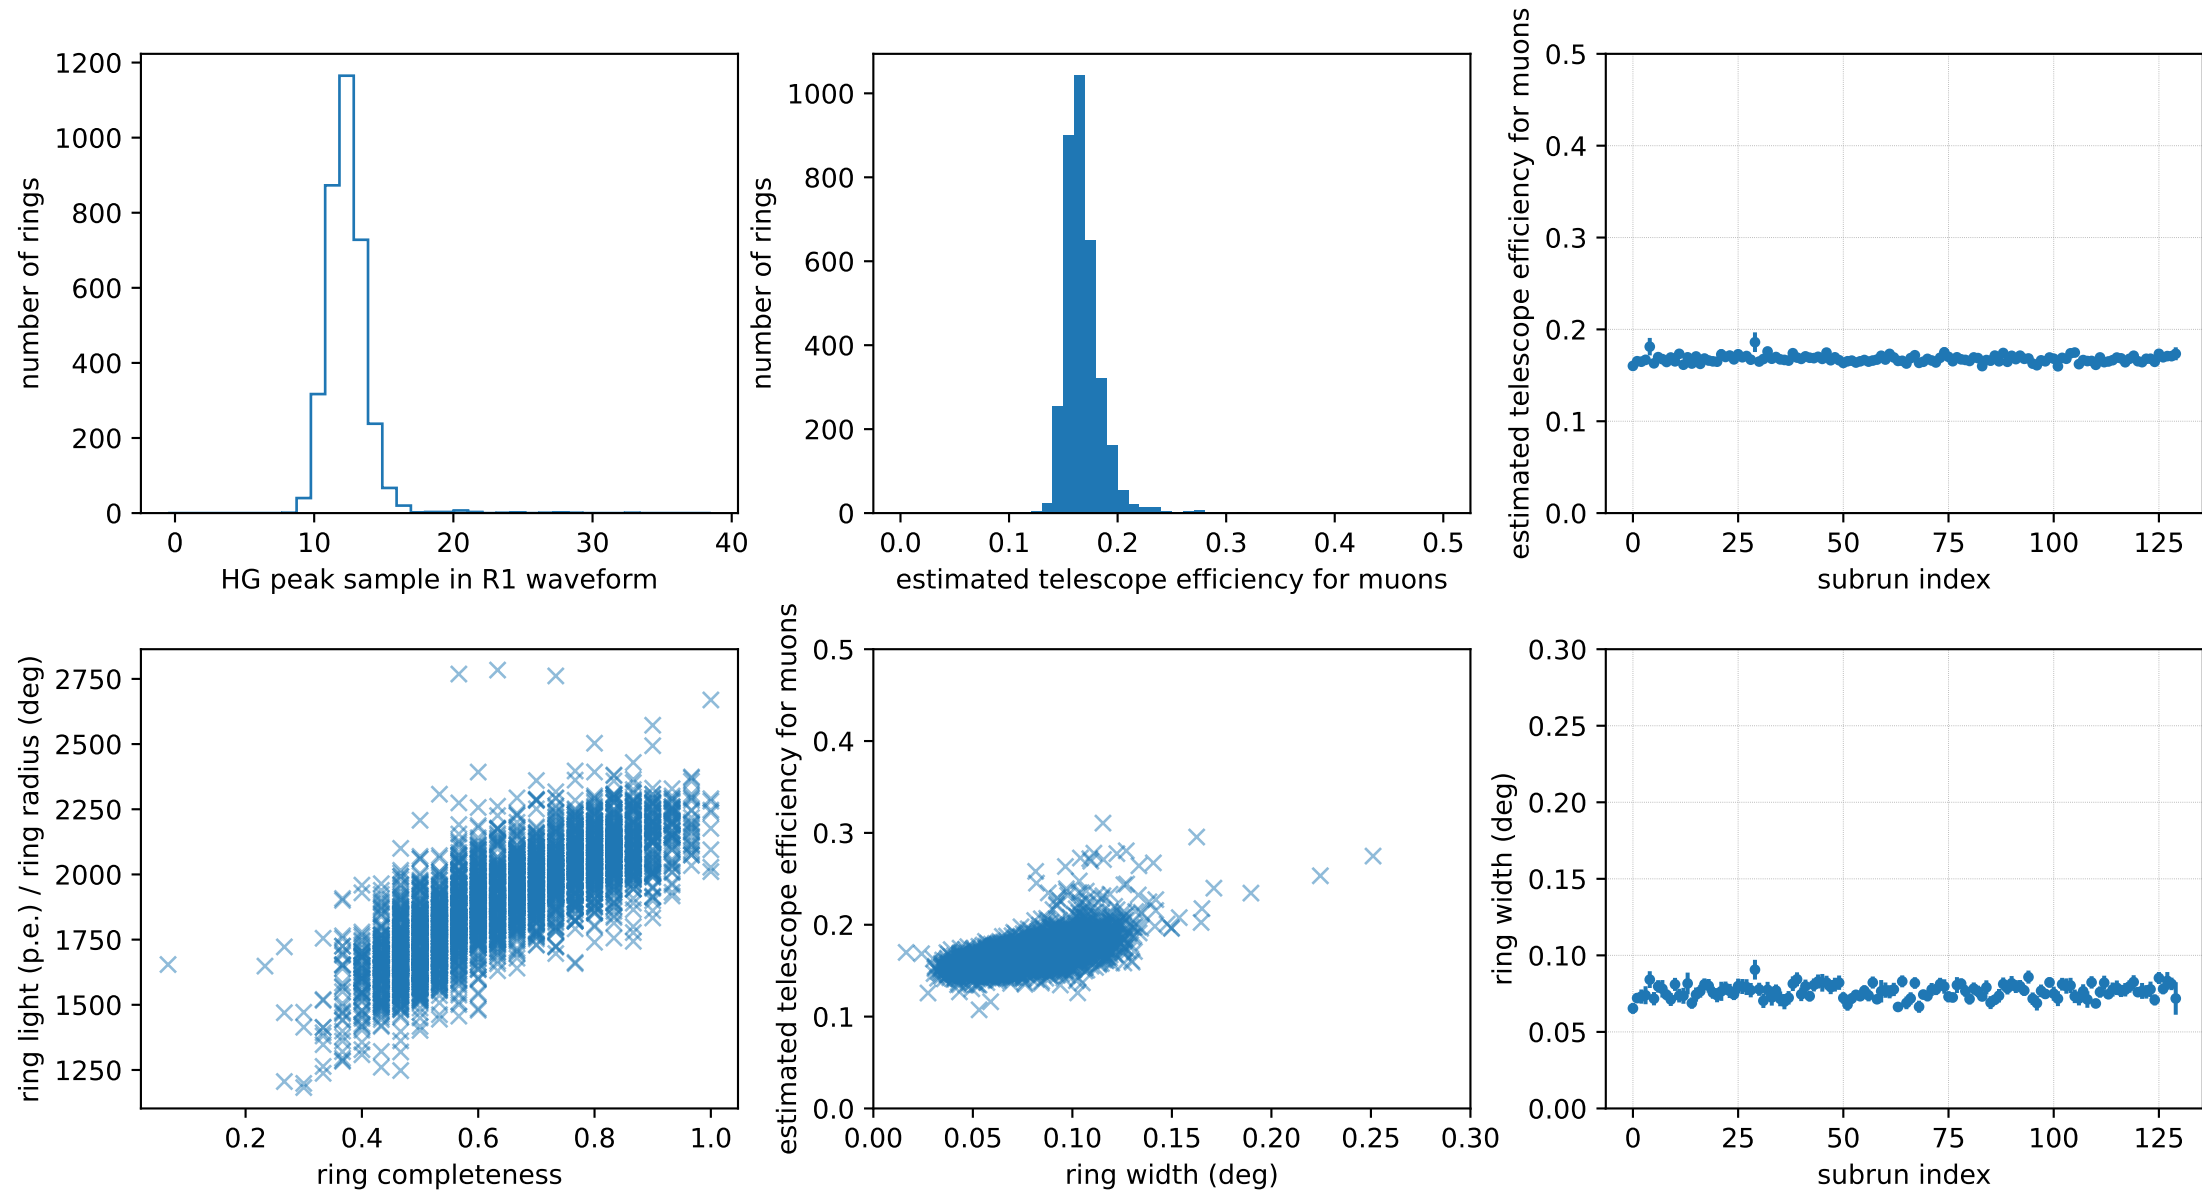 number of rings
1200
1000
800
600
400
200
0
0 10 20 30 40
HG peak sample in R1 waveform
number of rings
1000
800
600
400
200
0
0.0 0.1 0.2 0.3 0.4 0.5
estimated telescope efficiency for muons
estimated telescope efficiency for muons
0.5
0.4
0.3
0.2
0.1
0.0
0 25 50 75 100 125
subrun index
ring light (p.e.) / ring radius (deg)
2750
2500
2250
2000
1750
1500
1250
0.2 0.4 0.6 0.8 1.0
ring completeness
estimated telescope efficiency for muons
0.5
0.4
0.3
0.2
0.1
0.0
0.00 0.05 0.10 0.15 0.20 0.25 0.30
ring width (deg)
ring width (deg)
0.30
0.25
0.20
0.15
0.10
0.05
0.00
0 25 50 75 100 125
subrun index